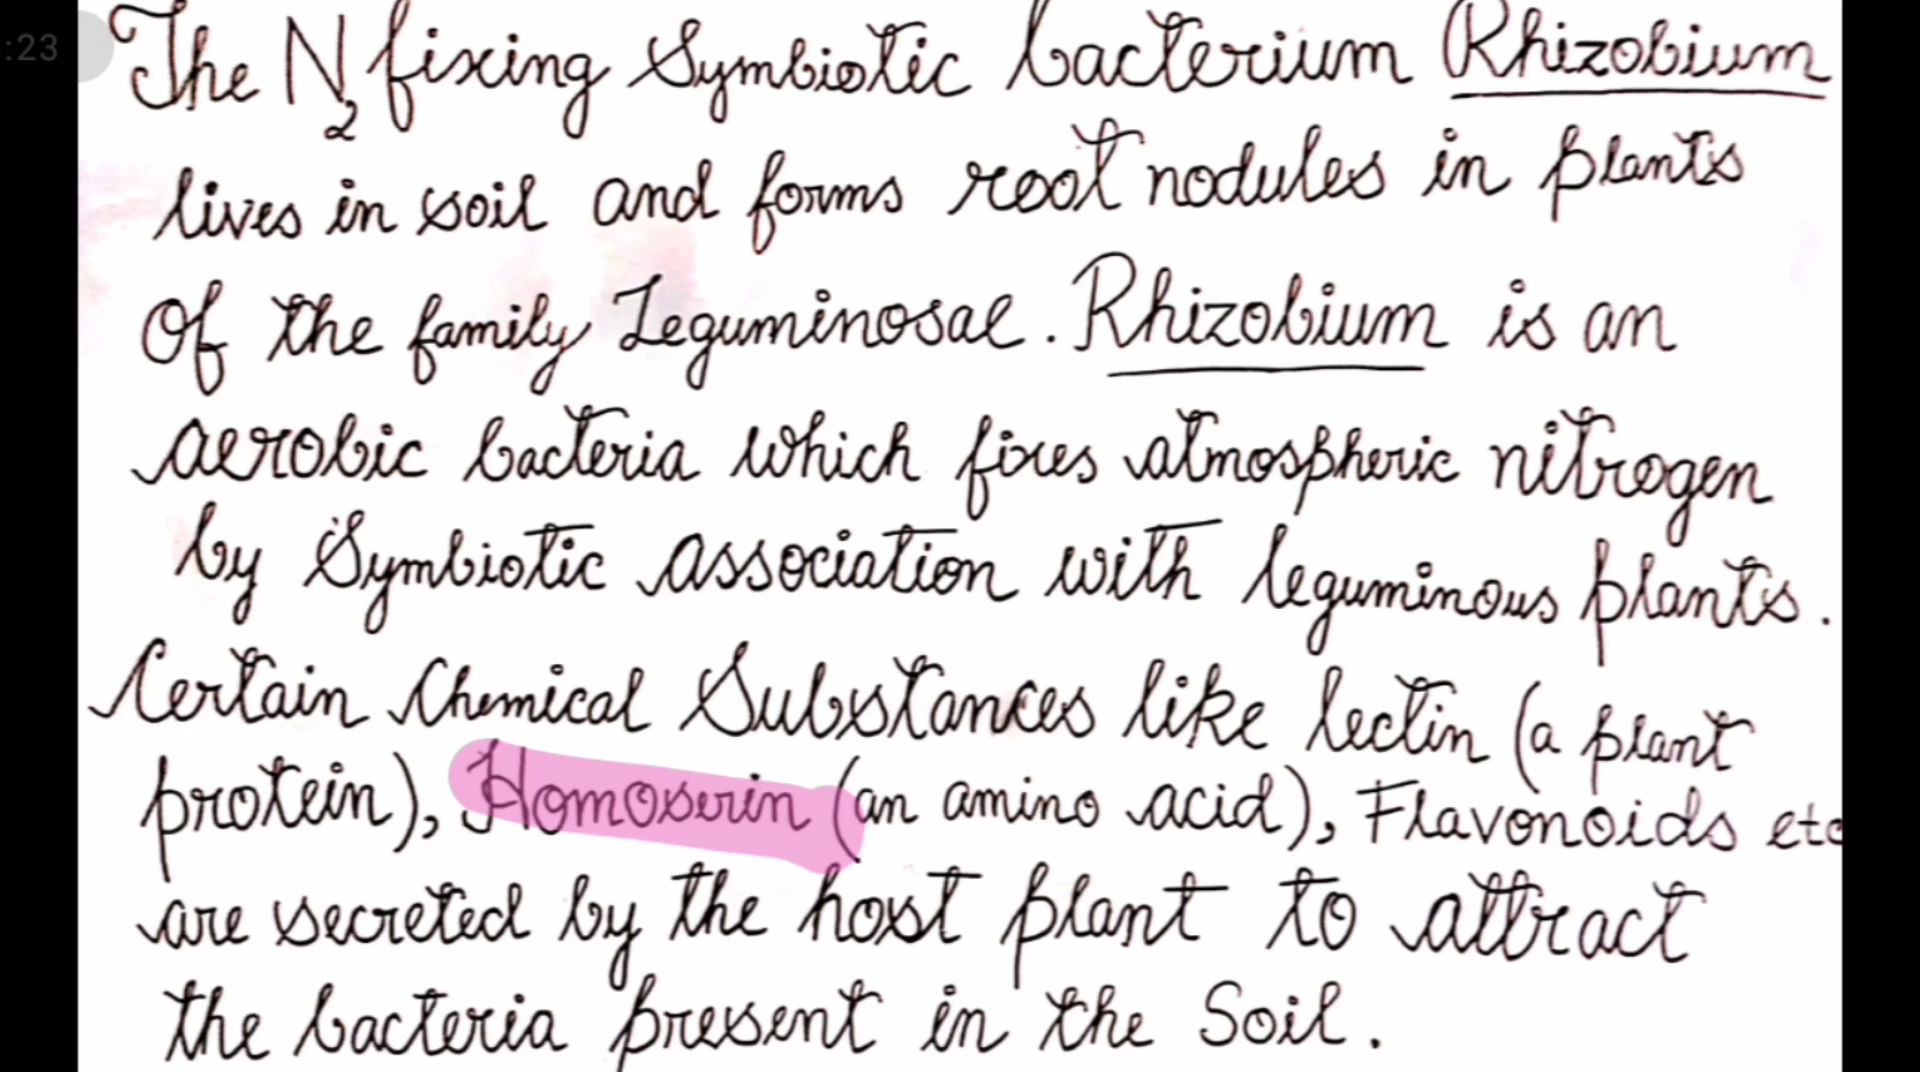 :23
The N₂ fixing Symbiotic bacterium Rhizobium
lives in soil and forms root nodules in plants
Of the family Leguminosae. Rhizobium is an
aerobic bacteria which fixes atmospheric nitrogen
by Symbiotic association with leguminous plants.
Certain Chemical Substances like lectin (a plant
protein), Homoserin (an amino acid), Flavonoids etc
are secreted by the host plant to attract
the bacteria present in the Soil.